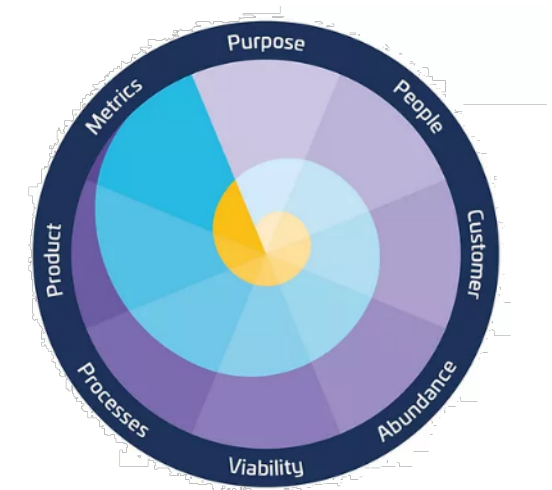 Purpose
People
Customer
Abundance
Viability
Processes
Product
Metrics